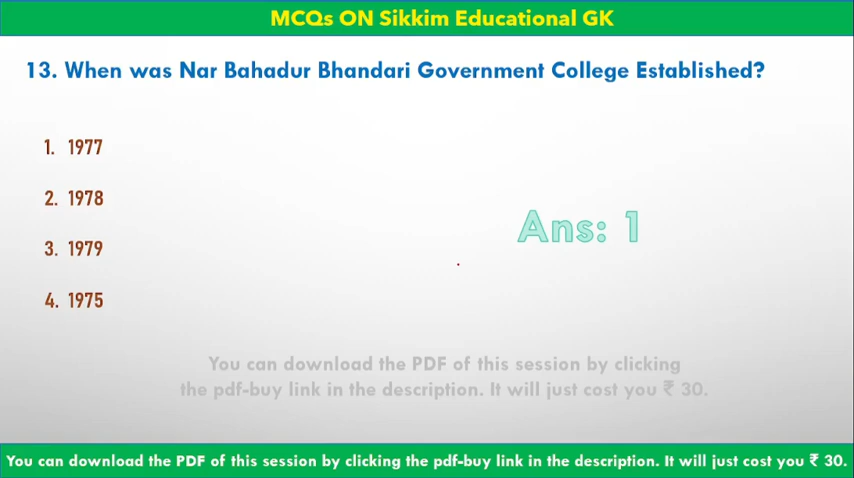 MCQs ON Sikkim Educational GK
13. When was Nar Bahadur Bhandari Government College Established?
1. 1977
2. 1978
Ans: 1
3. 1979
4. 1975
You can download the PDF of this session by clicking
the pdf-buy link in the description. It will just cost you ₹ 30.
You can download the PDF of this session by clicking the pdf-buy link in the description. It will just cost you ₹ 30.